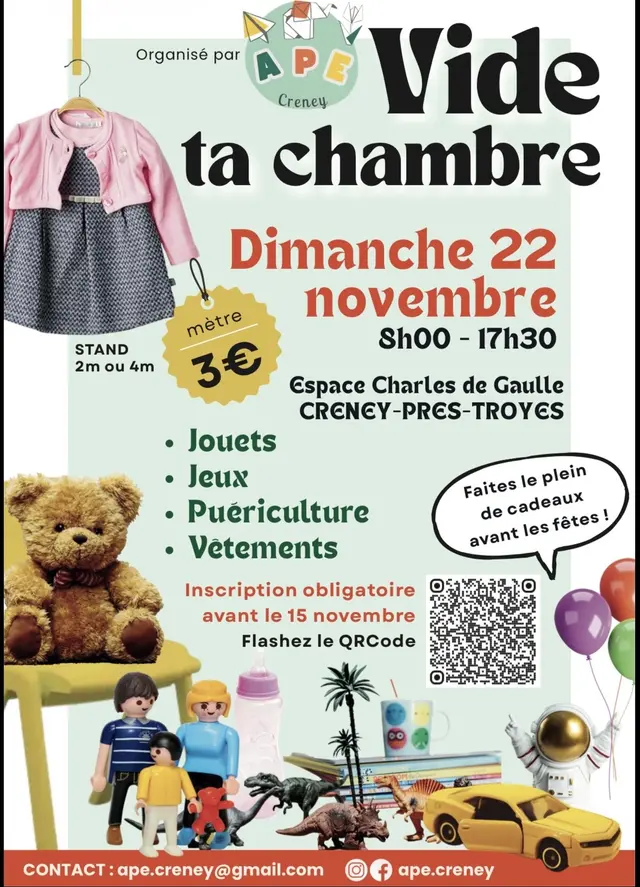 Organisé par
APE
Creney
Vide
ta chambre
Dimanche 22
novembre
8h00 - 17h30
mètre
3€
STAND
2m ou 4m
Espace Charles de Gaulle
CRENEY-PRES-TROYES
• Jouets
• Jeux
• Puériculture
• Vêtements
Faites le plein
de cadeaux
avant les fêtes !
Inscription obligatoire
avant le 15 novembre
Flashez le QRCode
CONTACT : ape.creney@gmail.com ape.creney